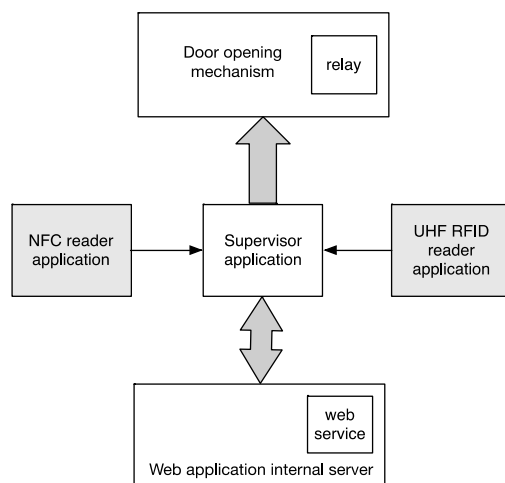 Door opening
mechanism
relay
NFC reader
application
Supervisor
application
UHF RFID
reader
application
web
service
Web application internal server